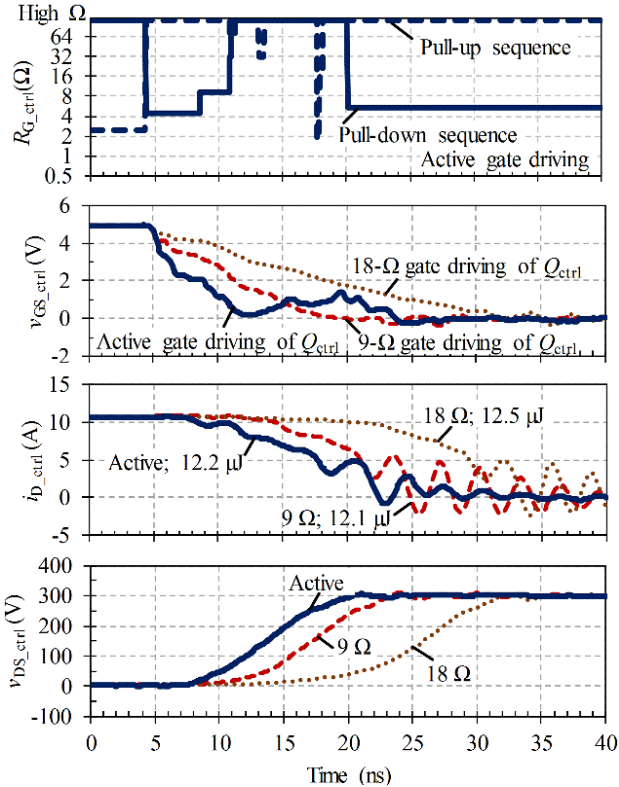 High Ω
64
32
16
8
4
2
1
0.5
R_G_ctrl(Ω)
Pull-up sequence
Pull-down sequence
Active gate driving
6
4
2
0
-2
v_GS_ctrl(V)
18-Ω gate driving of Q_ctrl
Active gate driving of Q_ctrl
9-Ω gate driving of Q_ctrl
15
10
5
0
-5
i_D_ctrl(A)
18 Ω; 12.5 µJ
Active; 12.2 µJ
9 Ω; 12.1 µJ
400
300
200
100
0
-100
v_DS_ctrl(V)
Active
9 Ω
18 Ω
0 5 10 15 20 25 30 35 40
Time (ns)